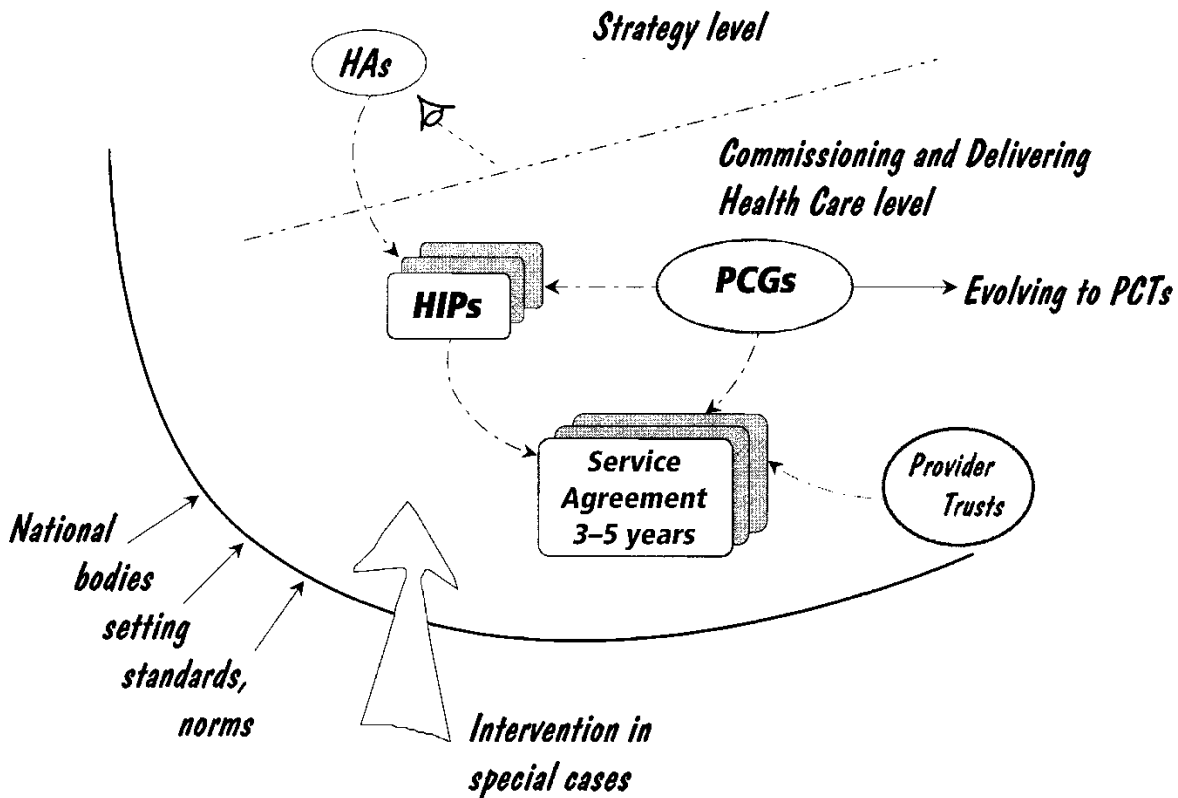 Strategy level
HAs
Commissioning and Delivering
Health Care level
HIPs
PCGs
Evolving to PCTs
Service
Agreement
3–5 years
Provider
Trusts
National
bodies
setting
standards,
norms
Intervention in
special cases